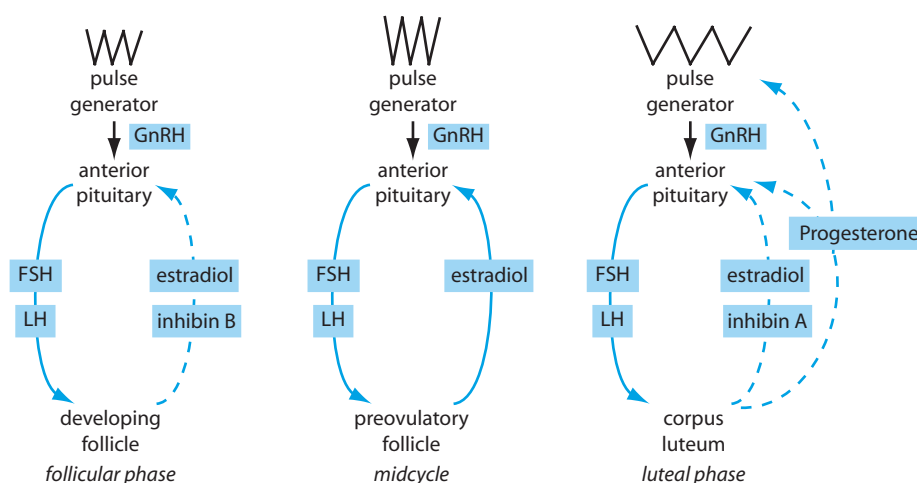 pulse
generator
GnRH
anterior
pituitary
FSH
LH
estradiol
inhibin B
developing
follicle
follicular phase
pulse
generator
GnRH
anterior
pituitary
FSH
LH
estradiol
preovulatory
follicle
midcycle
pulse
generator
GnRH
anterior
pituitary
Progesterone
FSH
LH
estradiol
inhibin A
corpus
luteum
luteal phase